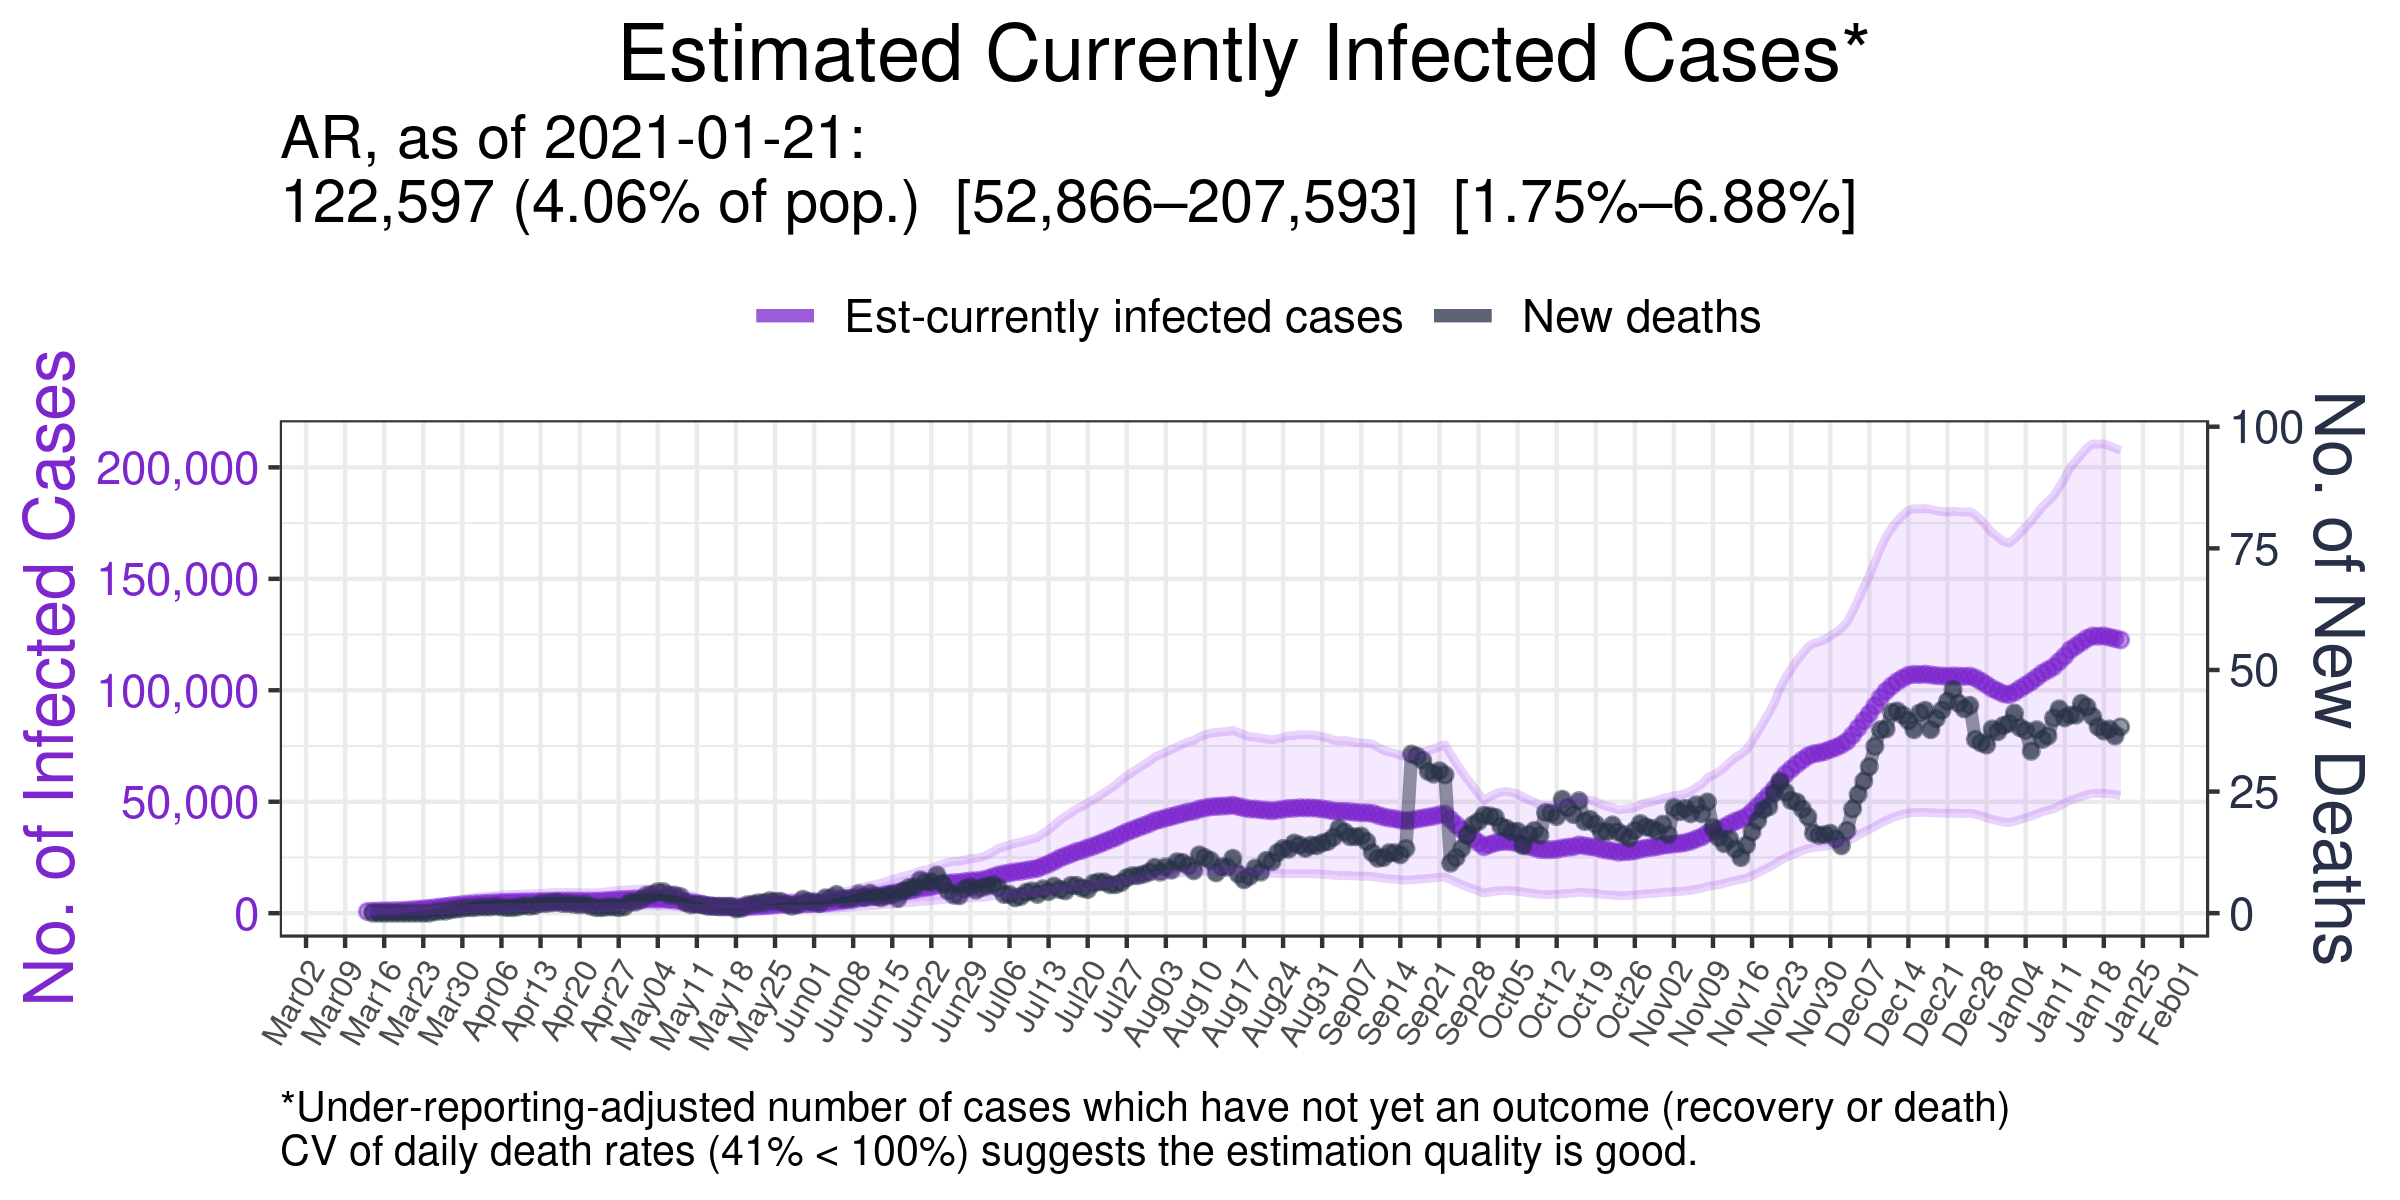 Estimated Currently Infected Cases*
AR, as of 2021-01-21:
122,597 (4.06% of pop.) [52,866–207,593] [1.75%–6.88%]
Est-currently infected cases
New deaths
No. of Infected Cases
200,000
150,000
100,000
50,000
0
100
75
50
25
0
No. of New Deaths
Mar02
Mar09
Mar16
Mar23
Mar30
Apr06
Apr13
Apr20
Apr27
May04
May11
May18
May25
Jun01
Jun08
Jun15
Jun22
Jun29
Jul06
Jul13
Jul20
Jul27
Aug03
Aug10
Aug17
Aug24
Aug31
Sep07
Sep14
Sep21
Sep28
Oct05
Oct12
Oct19
Oct26
Nov02
Nov09
Nov16
Nov23
Nov30
Dec07
Dec14
Dec21
Dec28
Jan04
Jan11
Jan18
Jan25
Feb01
*Under-reporting-adjusted number of cases which have not yet an outcome (recovery or death)
CV of daily death rates (41% < 100%) suggests the estimation quality is good.